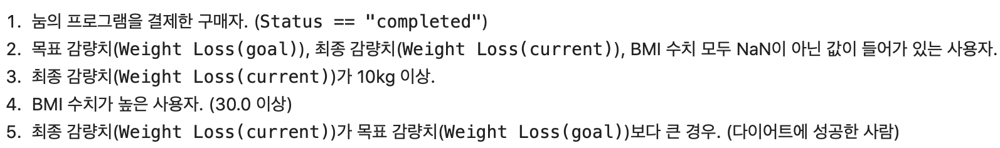 1. 눔의 프로그램을 결제한 구매자. (Status == "completed")
2. 목표 감량치(Weight Loss(goal)), 최종 감량치(Weight Loss(current)), BMI 수치 모두 NaN이 아닌 값이 들어가 있는 사용자.
3. 최종 감량치(Weight Loss(current))가 10kg 이상.
4. BMI 수치가 높은 사용자. (30.0 이상)
5. 최종 감량치(Weight Loss(current))가 목표 감량치(Weight Loss(goal))보다 큰 경우. (다이어트에 성공한 사람)